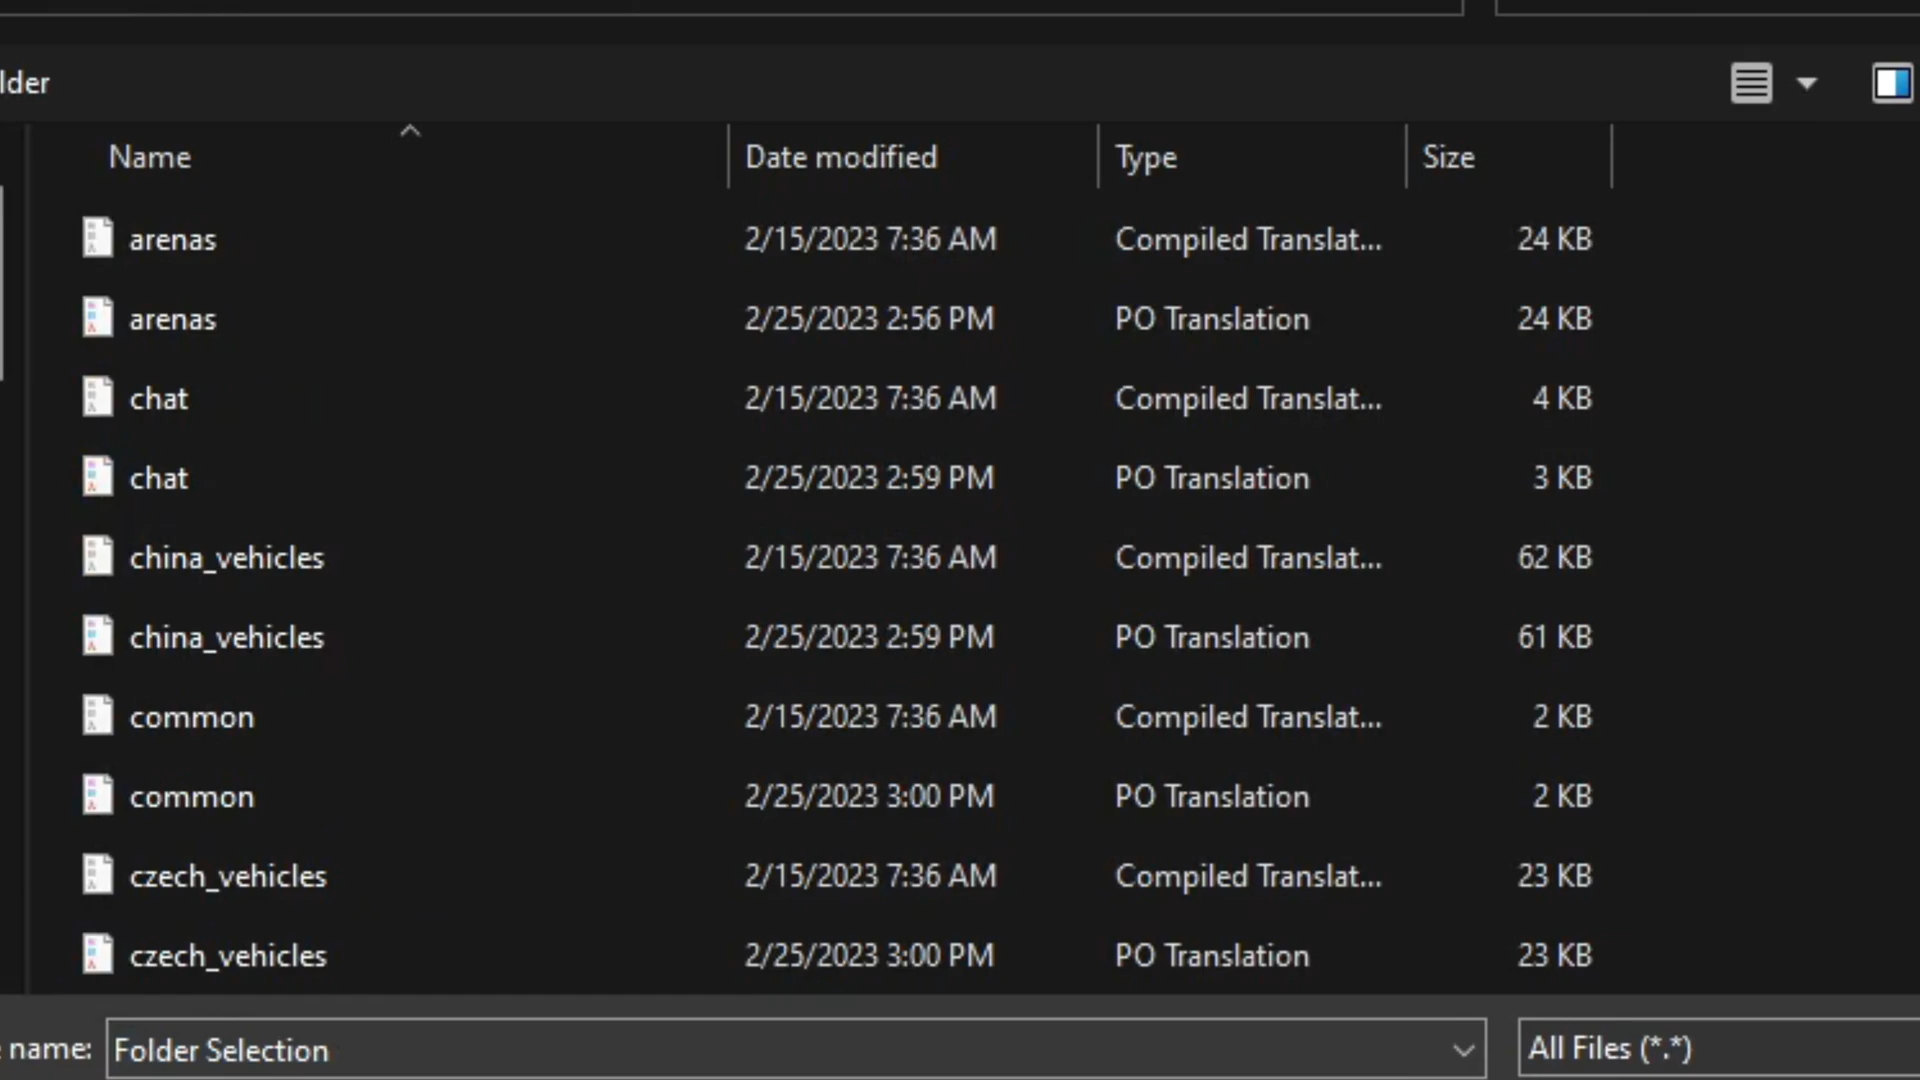 lder
Name Date modified Type Size
arenas 2/15/2023 7:36 AM Compiled Translat... 24 KB
arenas 2/25/2023 2:56 PM PO Translation 24 KB
chat 2/15/2023 7:36 AM Compiled Translat... 4 KB
chat 2/25/2023 2:59 PM PO Translation 3 KB
china_vehicles 2/15/2023 7:36 AM Compiled Translat... 62 KB
china_vehicles 2/25/2023 2:59 PM PO Translation 61 KB
common 2/15/2023 7:36 AM Compiled Translat... 2 KB
common 2/25/2023 3:00 PM PO Translation 2 KB
czech_vehicles 2/15/2023 7:36 AM Compiled Translat... 23 KB
czech_vehicles 2/25/2023 3:00 PM PO Translation 23 KB
name: Folder Selection All Files (*.*)